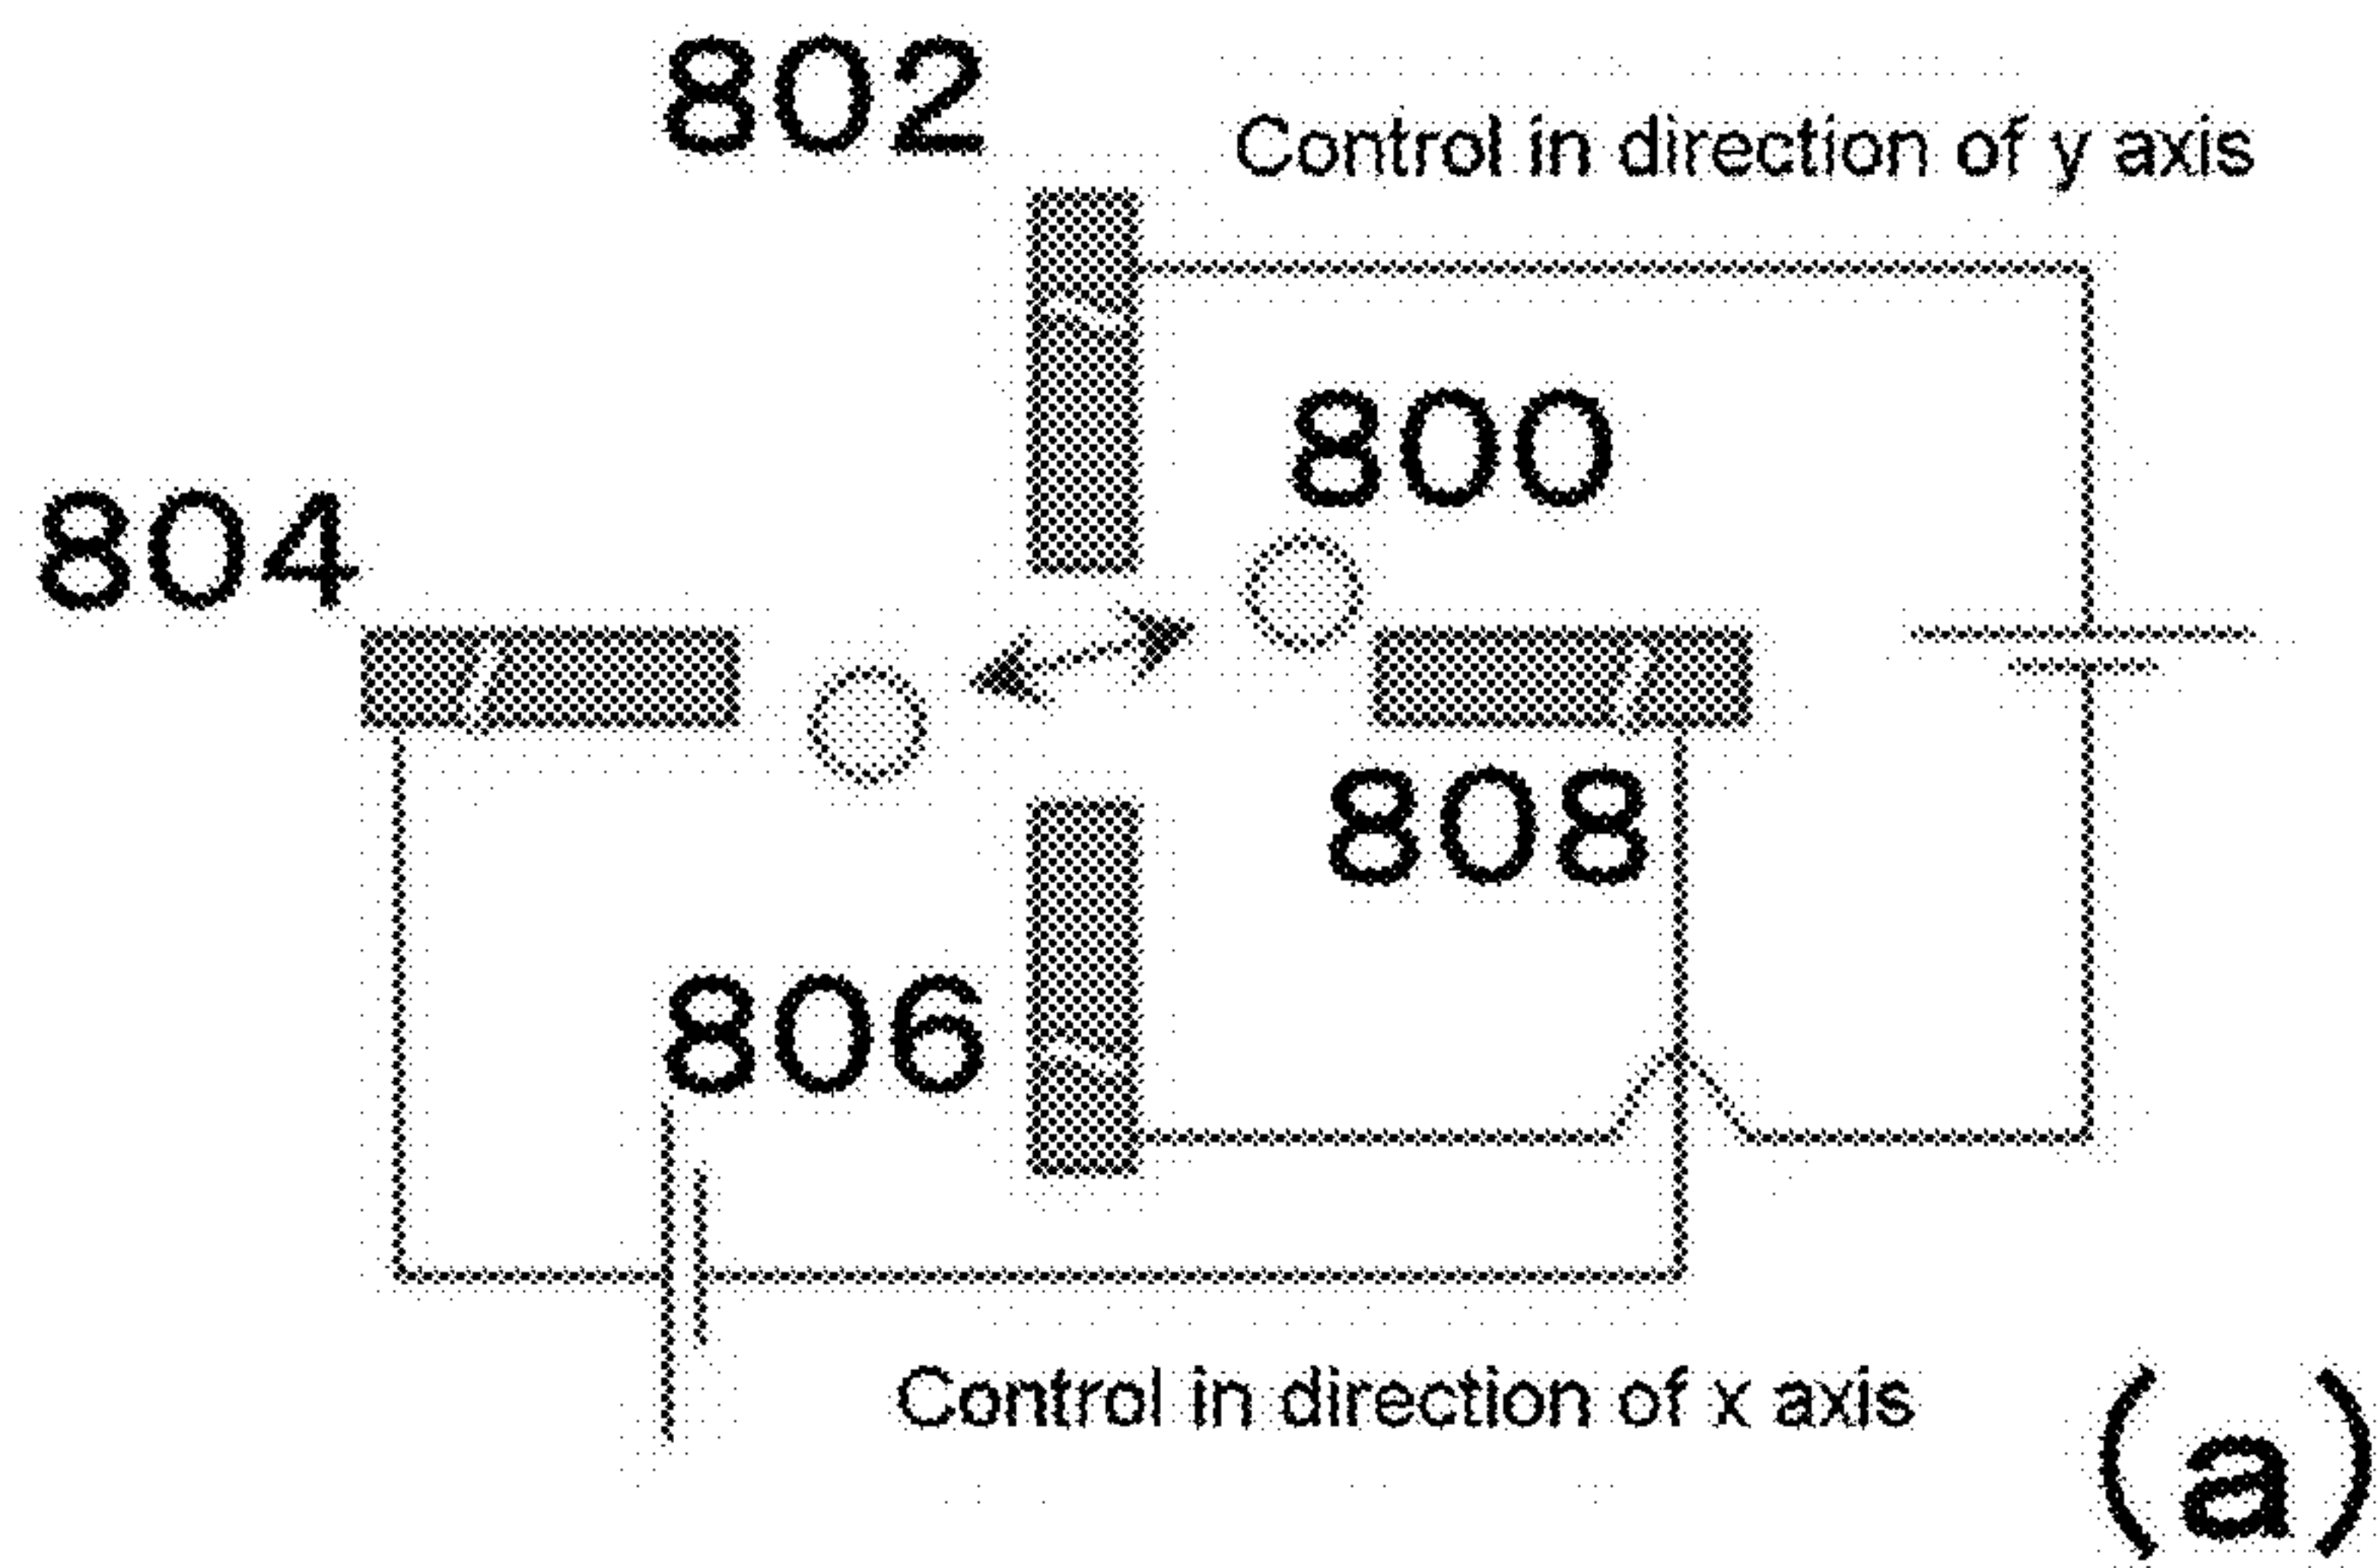 802
Control in direction of y axis
800
804
808
806
Control in direction of x axis
(a)